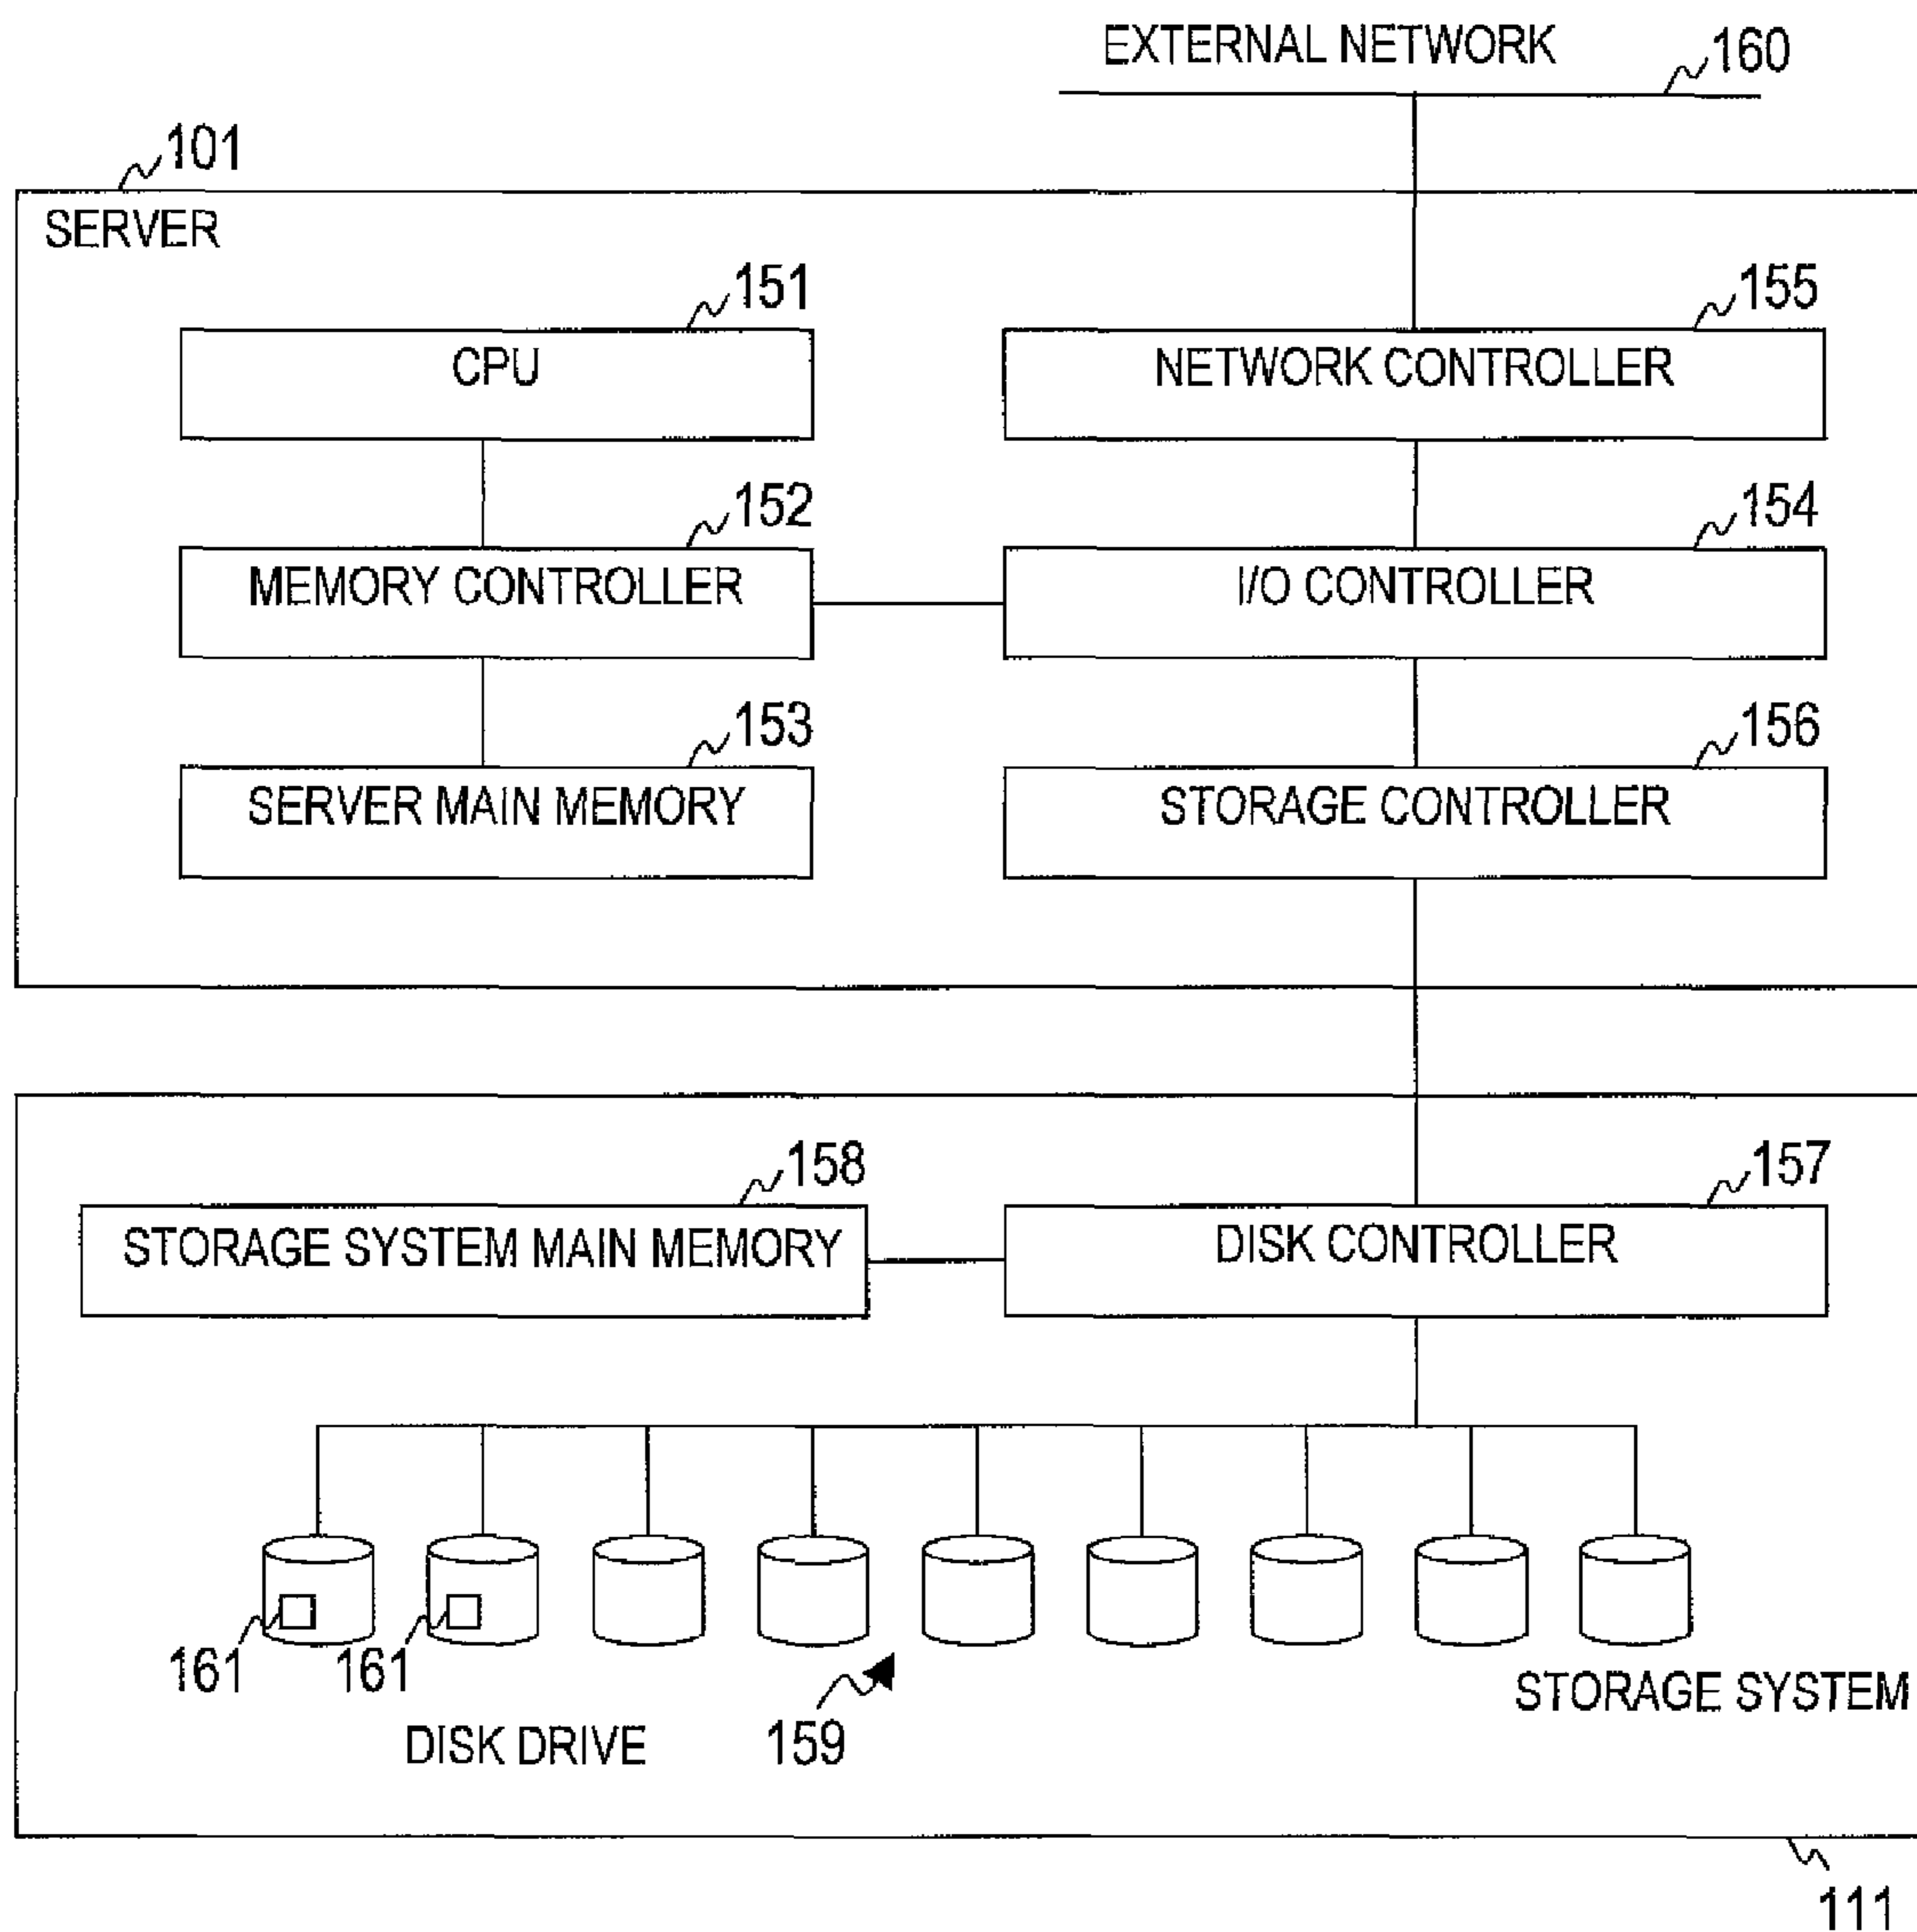 EXTERNAL NETWORK
160
101
SERVER
151
155
CPU
NETWORK CONTROLLER
152
154
MEMORY CONTROLLER
I/O CONTROLLER
153
156
SERVER MAIN MEMORY
STORAGE CONTROLLER
158
157
STORAGE SYSTEM MAIN MEMORY
DISK CONTROLLER
161
161
159
STORAGE SYSTEM
DISK DRIVE
111